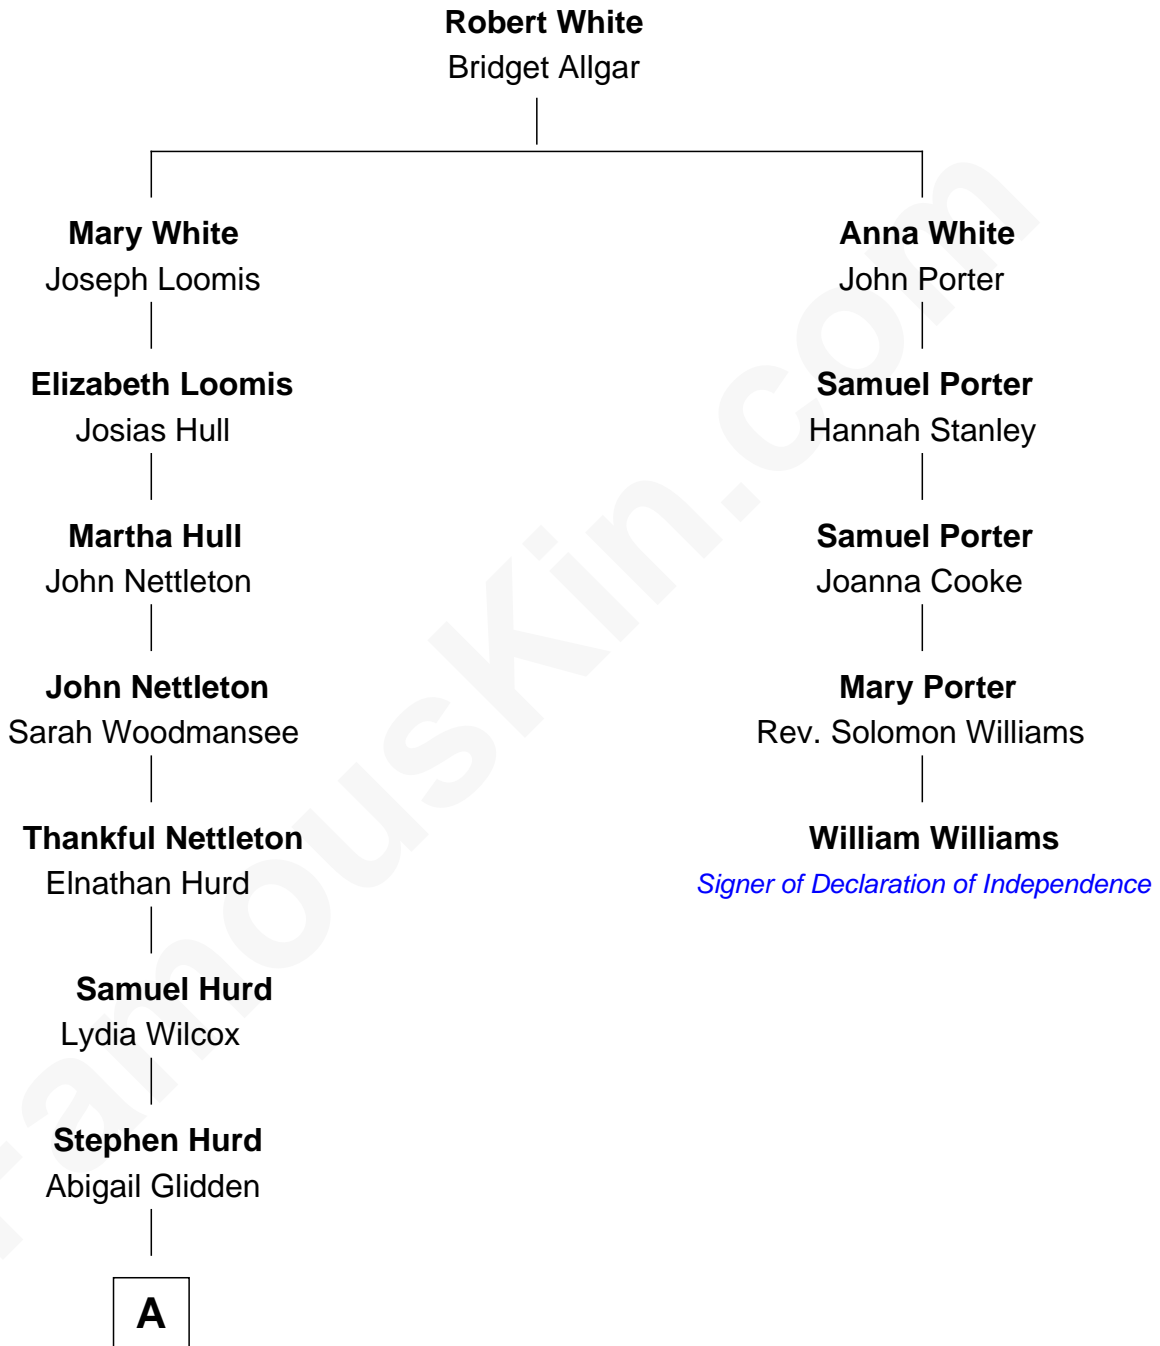 Robert White
Bridget Allgar
Mary White
Joseph Loomis
Anna White
John Porter
Elizabeth Loomis
Josias Hull
Samuel Porter
Hannah Stanley
Martha Hull
John Nettleton
Samuel Porter
Joanna Cooke
John Nettleton
Sarah Woodmansee
Mary Porter
Rev. Solomon Williams
Thankful Nettleton
Elnathan Hurd
William Williams
Signer of Declaration of Independence
Samuel Hurd
Lydia Wilcox
Stephen Hurd
Abigail Glidden
A
FamousKin.com